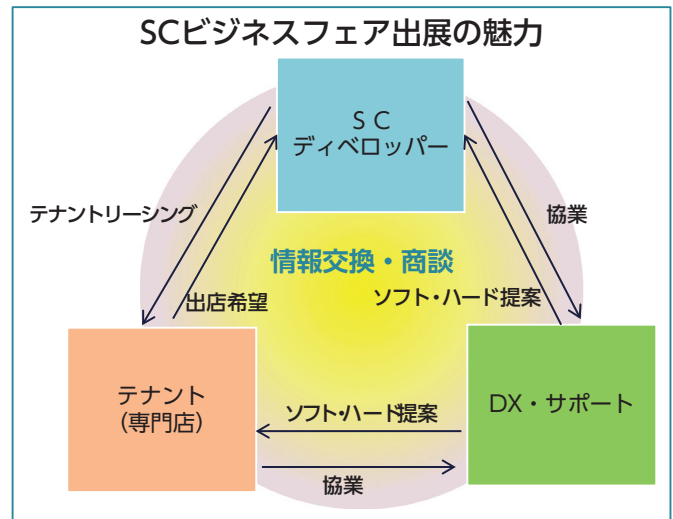 SCビジネスフェア出展の魅力
ＳＣ
ディベロッパー
テナントリーシング
協業
情報交換・商談
出店希望
ソフト・ハード提案
テナント
(専門店)
ソフト・ハード提案
DX・サポート
協業